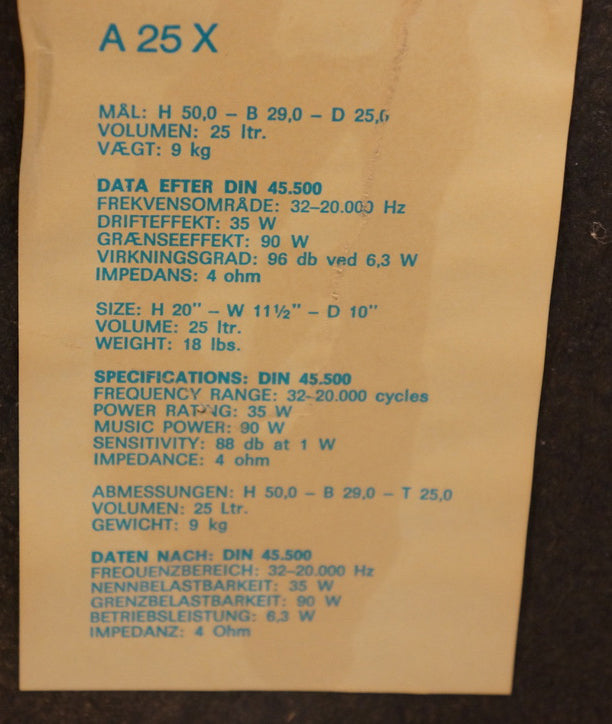 A 25 X
MÅL: H 50,0 – B 29,0 – D 25,0
VOLUMEN: 25 ltr.
VÆGT: 9 kg
DATA EFTER DIN 45.500
FREKVENSOMRÅDE: 32–20.000 Hz
DRIFTEFFEKT: 35 W
GRÆNSEEFFEKT: 90 W
VIRKNINGSGRAD: 96 db ved 6,3 W
IMPEDANS: 4 ohm
SIZE: H 20" – W 11½" – D 10"
VOLUME: 25 ltr.
WEIGHT: 18 lbs.
SPECIFICATIONS: DIN 45.500
FREQUENCY RANGE: 32–20.000 cycles
POWER RATING: 35 W
MUSIC POWER: 90 W
SENSITIVITY: 88 db at 1 W
IMPEDANCE: 4 ohm
ABMESSUNGEN: H 50,0 – B 29,0 – T 25,0
VOLUMEN: 25 Ltr.
GEWICHT: 9 kg
DATEN NACH: DIN 45.500
FREQUENZBEREICH: 32–20.000 Hz
NENNBELASTBARKEIT: 35 W
GRENZBELASTBARKEIT: 90 W
BETRIEBSLEISTUNG: 6,3 W
IMPEDANZ: 4 Ohm